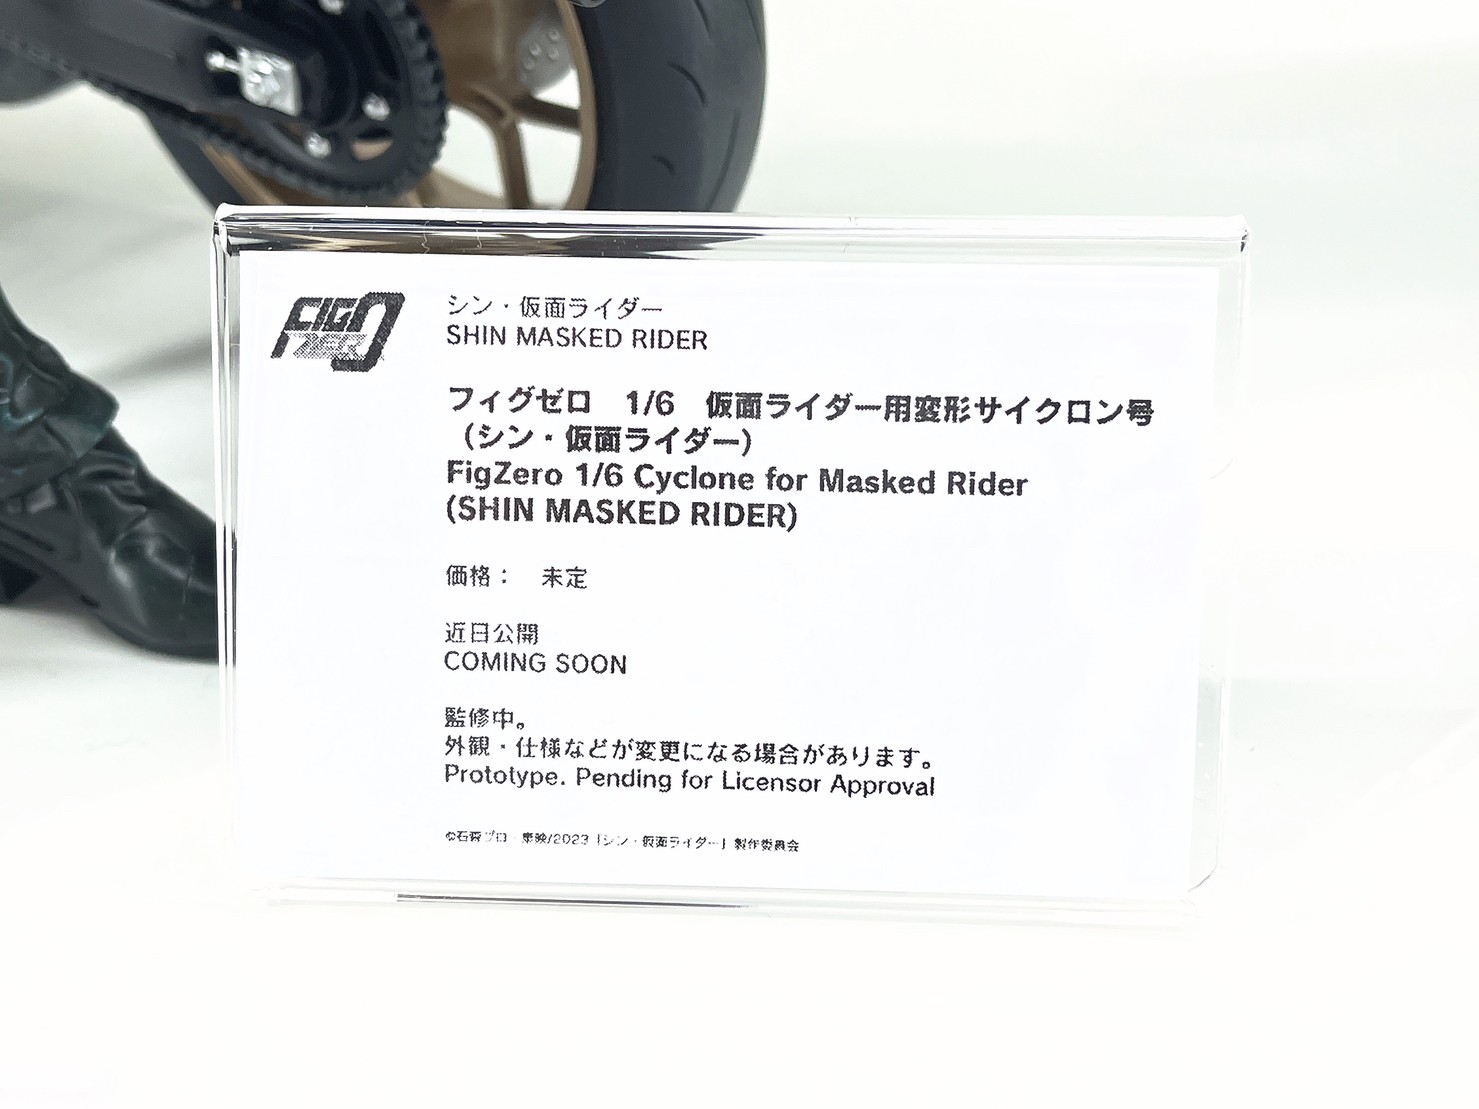 FIG
ZERO
シン・仮面ライダー
SHIN MASKED RIDER
フィグゼロ　1/6　仮面ライダー用変形サイクロン号
（シン・仮面ライダー）
FigZero 1/6 Cyclone for Masked Rider
(SHIN MASKED RIDER)
価格：　未定
近日公開
COMING SOON
監修中。
外観・仕様などが変更になる場合があります。
Prototype. Pending for Licensor Approval
©石森プロ・東映/2023「シン・仮面ライダー」製作委員会